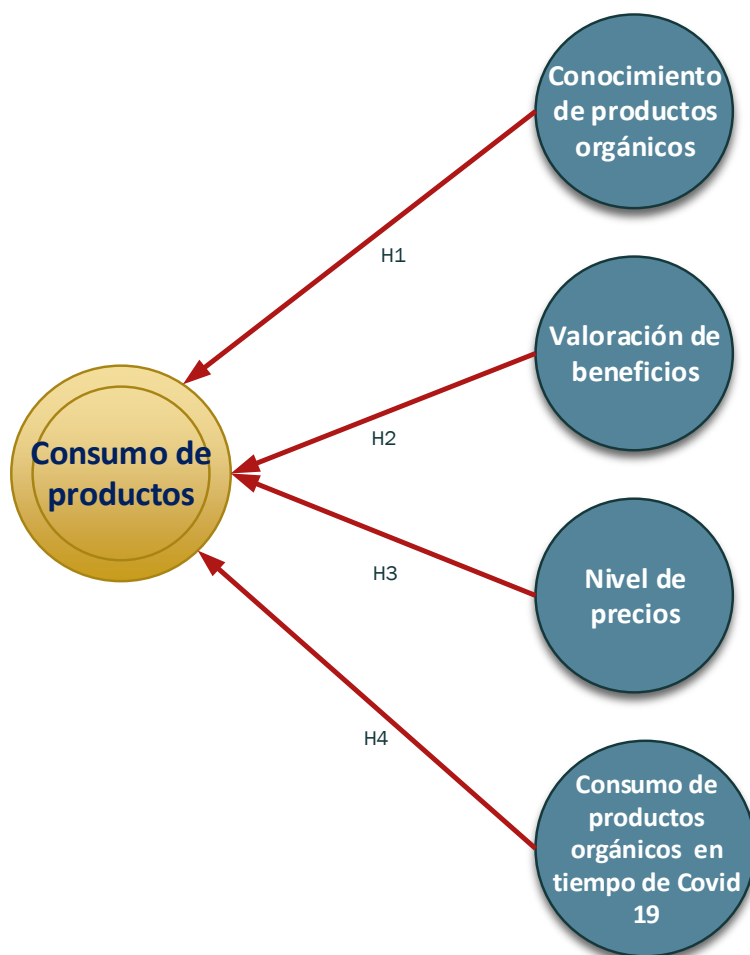 Conocimiento
de productos
orgánicos
H1
Valoración de
beneficios
H2
Consumo de
productos
H3
Nivel de
precios
H4
Consumo de
productos
orgánicos en
tiempo de Covid
19